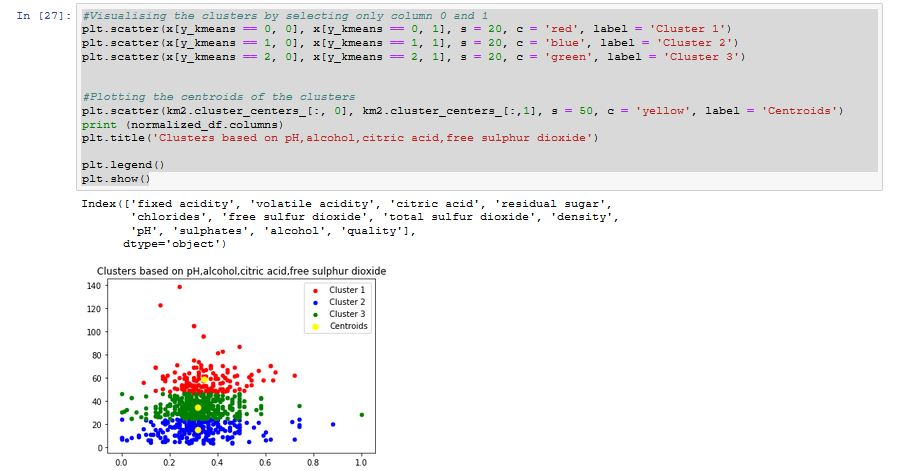 In [27]: #Visualising the clusters by selecting only column 0 and 1
plt.scatter(x[y_kmeans == 0, 0], x[y_kmeans == 0, 1], s = 20, c = 'red', label = 'Cluster 1')
plt.scatter(x[y_kmeans == 1, 0], x[y_kmeans == 1, 1], s = 20, c = 'blue', label = 'Cluster 2')
plt.scatter(x[y_kmeans == 2, 0], x[y_kmeans == 2, 1], s = 20, c = 'green', label = 'Cluster 3')
#Plotting the centroids of the clusters
plt.scatter(km2.cluster_centers_[:, 0], km2.cluster_centers_[:,1], s = 50, c = 'yellow', label = 'Centroids')
print (normalized_df.columns)
plt.title('Clusters based on pH,alcohol,citric acid,free sulphur dioxide')
plt.legend()
plt.show()
Index(['fixed acidity', 'volatile acidity', 'citric acid', 'residual sugar',
'chlorides', 'free sulfur dioxide', 'total sulfur dioxide', 'density',
'pH', 'sulphates', 'alcohol', 'quality'],
dtype='object')
Clusters based on pH,alcohol,citric acid,free sulphur dioxide
140
120
100
80
60
40
20
0
Cluster 1
Cluster 2
Cluster 3
Centroids
0.0 0.2 0.4 0.6 0.8 1.0